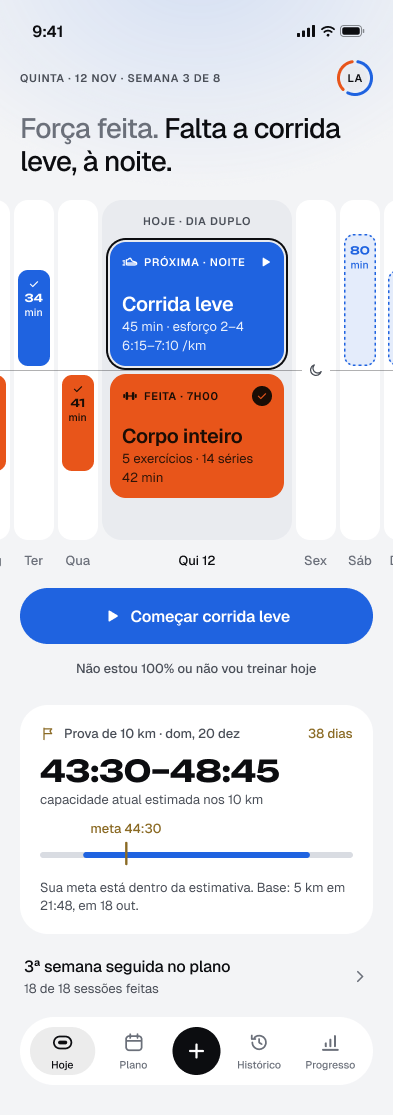 9:41
QUINTA · 12 NOV · SEMANA 3 DE 8
LA
Força feita. Falta a corrida
leve, à noite.
HOJE · DIA DUPLO
PRÓXIMA · NOITE
Corrida leve
45 min · esforço 2–4
6:15–7:10 /km
34
min
80
min
41
min
FEITA · 7H00
Corpo inteiro
5 exercícios · 14 séries
42 min
Ter
Qua
Qui 12
Sex
Sáb
Começar corrida leve
Não estou 100% ou não vou treinar hoje
Prova de 10 km · dom, 20 dez
38 dias
43:30–48:45
capacidade atual estimada nos 10 km
meta 44:30
Sua meta está dentro da estimativa. Base: 5 km em
21:48, em 18 out.
3ª semana seguida no plano
18 de 18 sessões feitas
Hoje
Plano
Histórico
Progresso